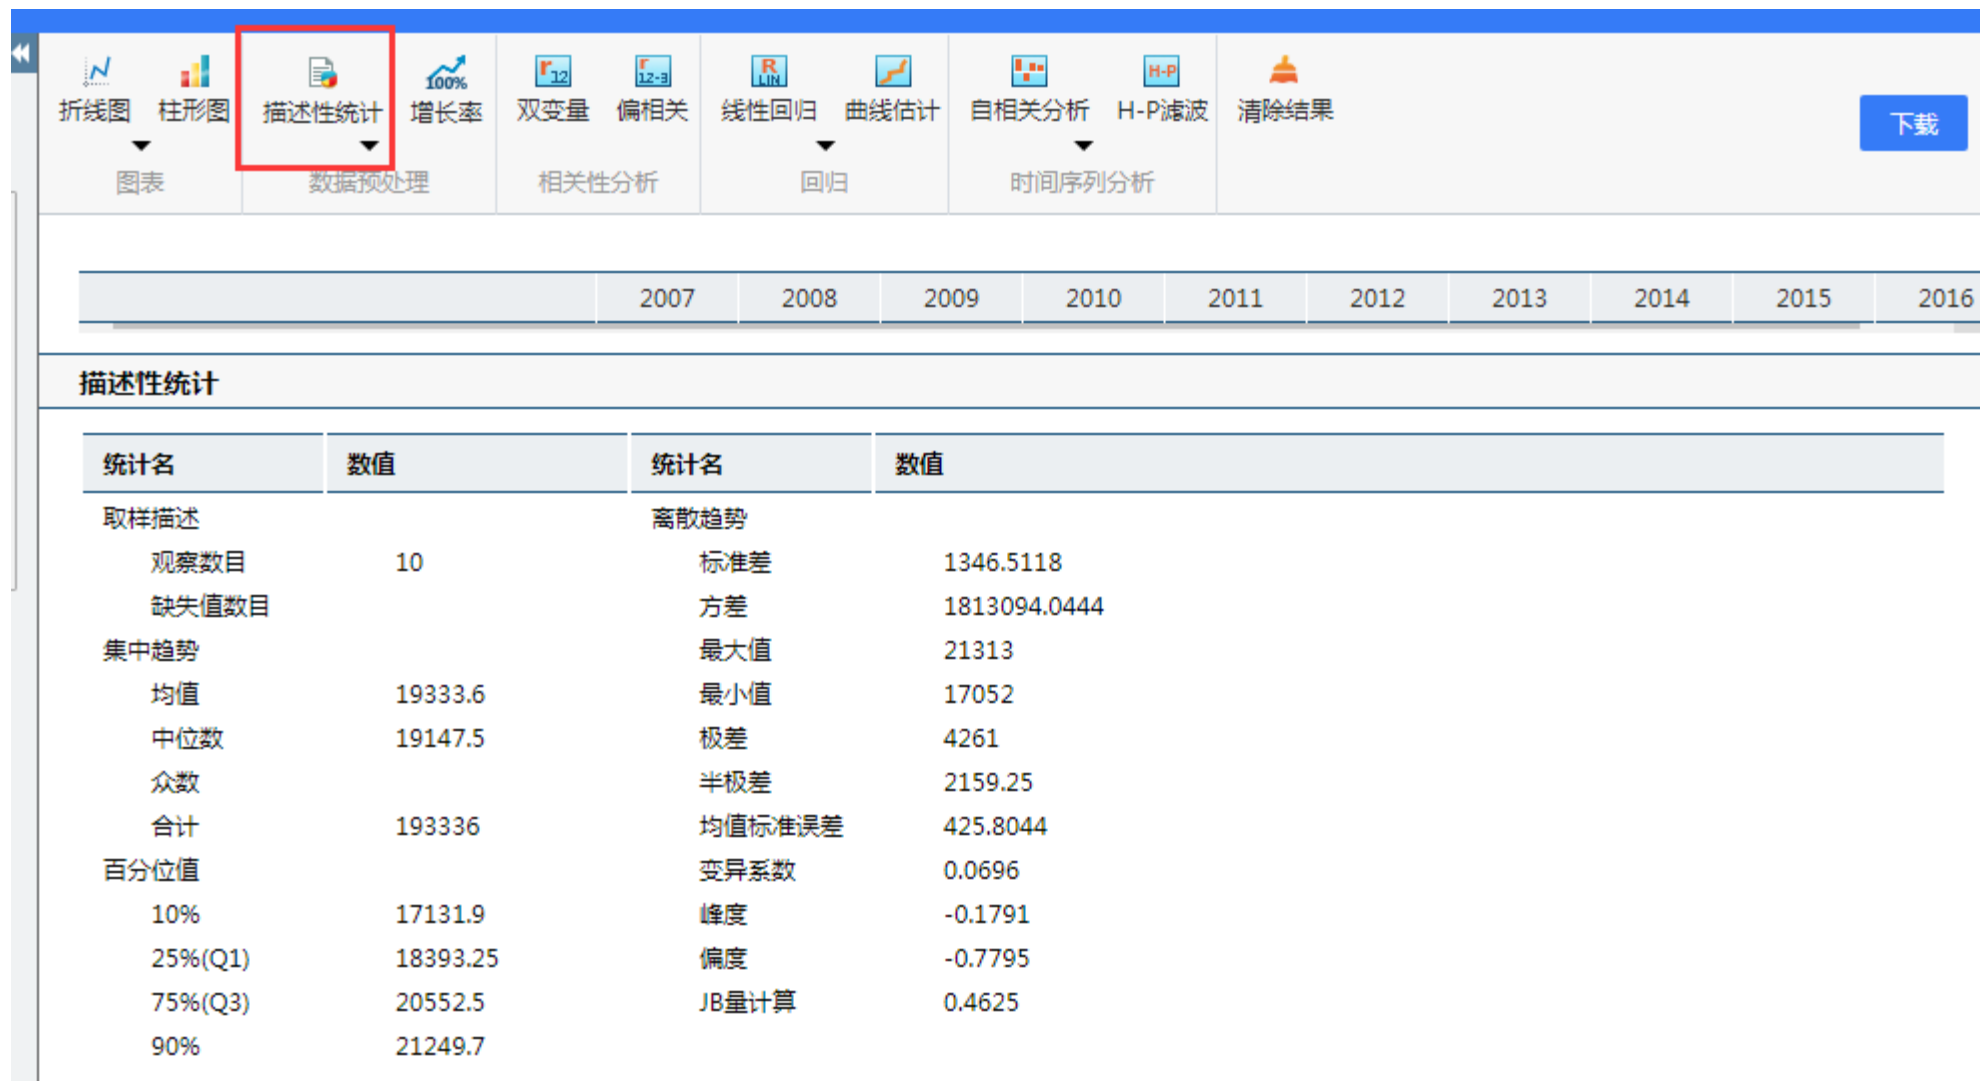 折线图 柱形图 描述性统计 100% 增长率 r12 双变量 r12-3 偏相关 R LIN 线性回归 曲线估计 自相关分析 H-P H-P滤波 清除结果 下载
图表 数据预处理 相关性分析 回归 时间序列分析
2007 2008 2009 2010 2011 2012 2013 2014 2015 2016
描述性统计
统计名 数值 统计名 数值
取样描述 离散趋势
观察数目 10 标准差 1346.5118
缺失值数目 方差 1813094.0444
集中趋势 最大值 21313
均值 19333.6 最小值 17052
中位数 19147.5 极差 4261
众数 半极差 2159.25
合计 193336 均值标准误差 425.8044
百分位值 变异系数 0.0696
10% 17131.9 峰度 -0.1791
25%(Q1) 18393.25 偏度 -0.7795
75%(Q3) 20552.5 JB量计算 0.4625
90% 21249.7